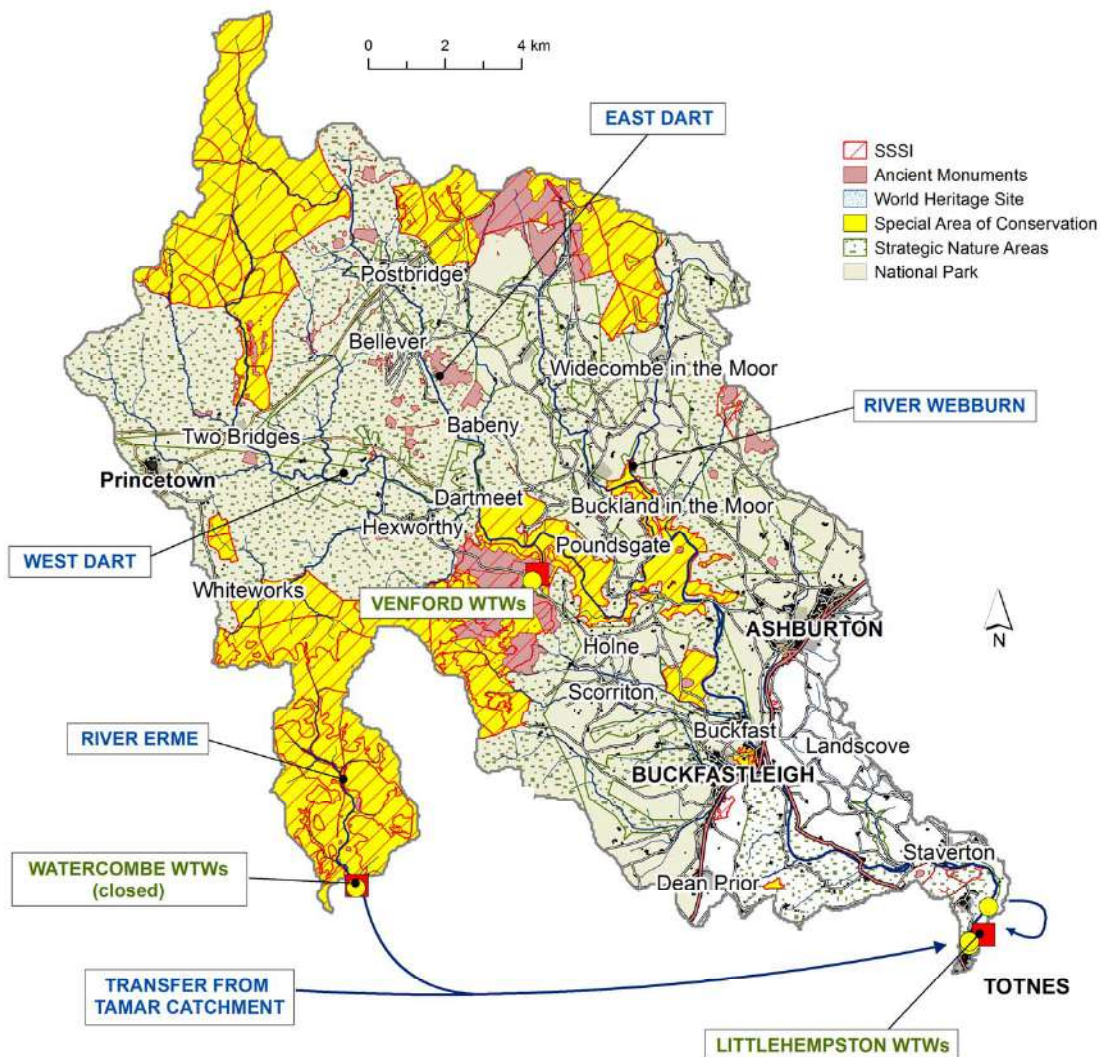 0 2 4 km
EAST DART
SSSI
Ancient Monuments
World Heritage Site
Special Area of Conservation
Strategic Nature Areas
National Park
Postbridge
Bellever
Widecombe in the Moor
RIVER WEBBURN
Babeny
Two Bridges
Princetown
Dartmeet
Buckland in the Moor
Hexworthy
WEST DART
Poundsgate
Whiteworks
VENFORD WTWs
ASHBURTON
N
Holne
Scorriton
Buckfast
RIVER ERME
Landscove
BUCKFASTLEIGH
WATERCOMBE WTWs
(closed)
Staverton
Dean Prior
TRANSFER FROM
TAMAR CATCHMENT
TOTNES
LITTLEHEMPSTON WTWs